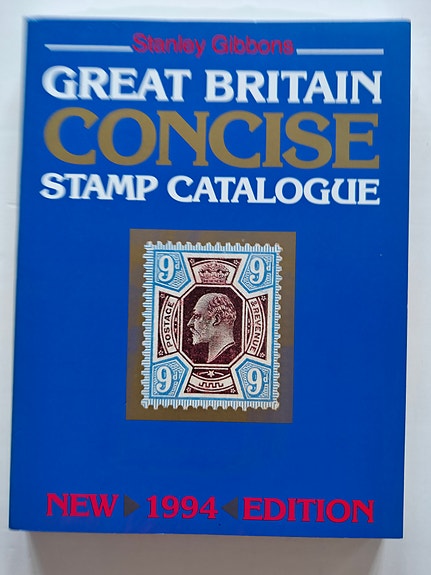 Stanley Gibbons
GREAT BRITAIN
CONCISE
STAMP CATALOGUE
9d 9d
POSTAGE & REVENUE
9d 9d
NEW 1994 EDITION